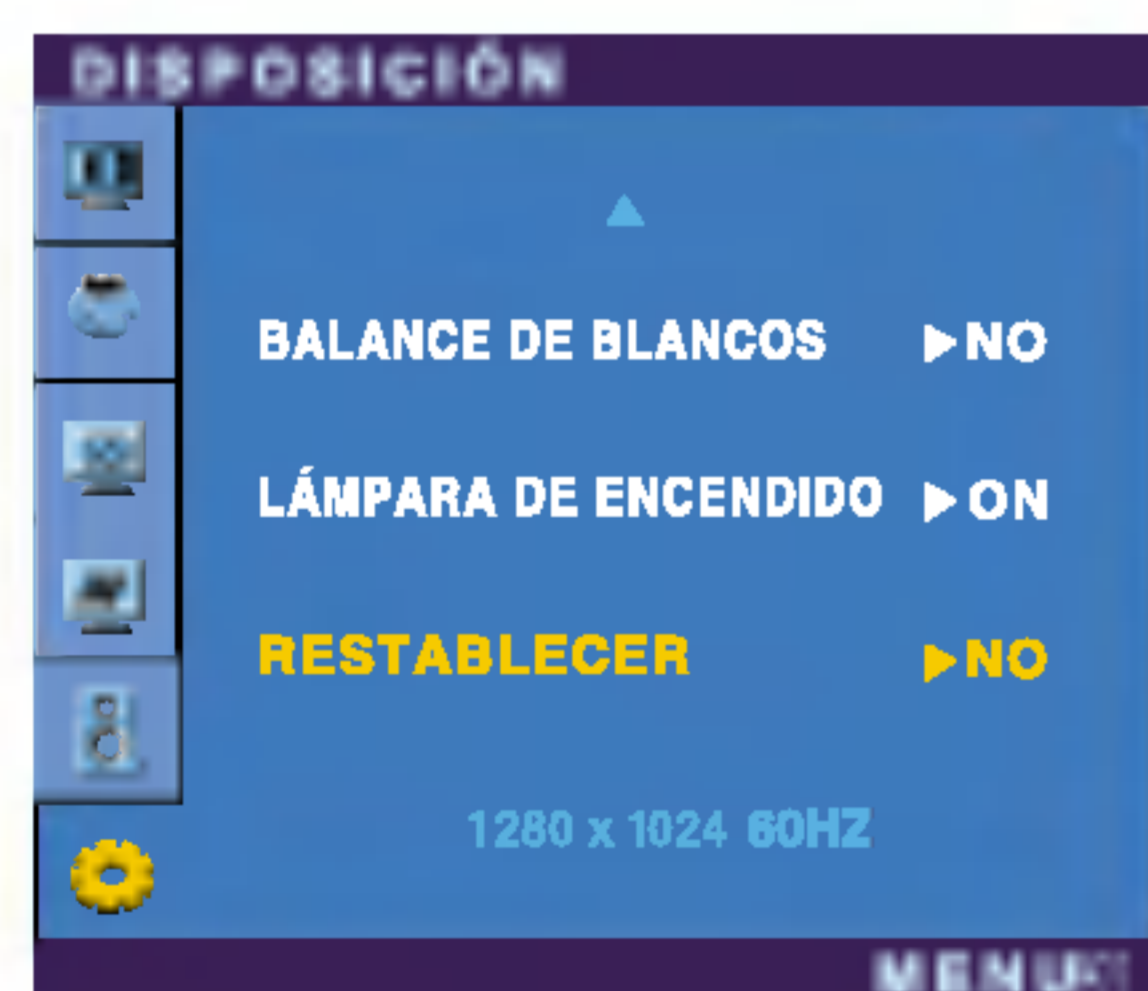 DISPOSICIÓN
BALANCE DE BLANCOS ▶NO
LÁMPARA DE ENCENDIDO ▶ON
RESTABLECER ▶NO
1280 x 1024 60HZ
MENU